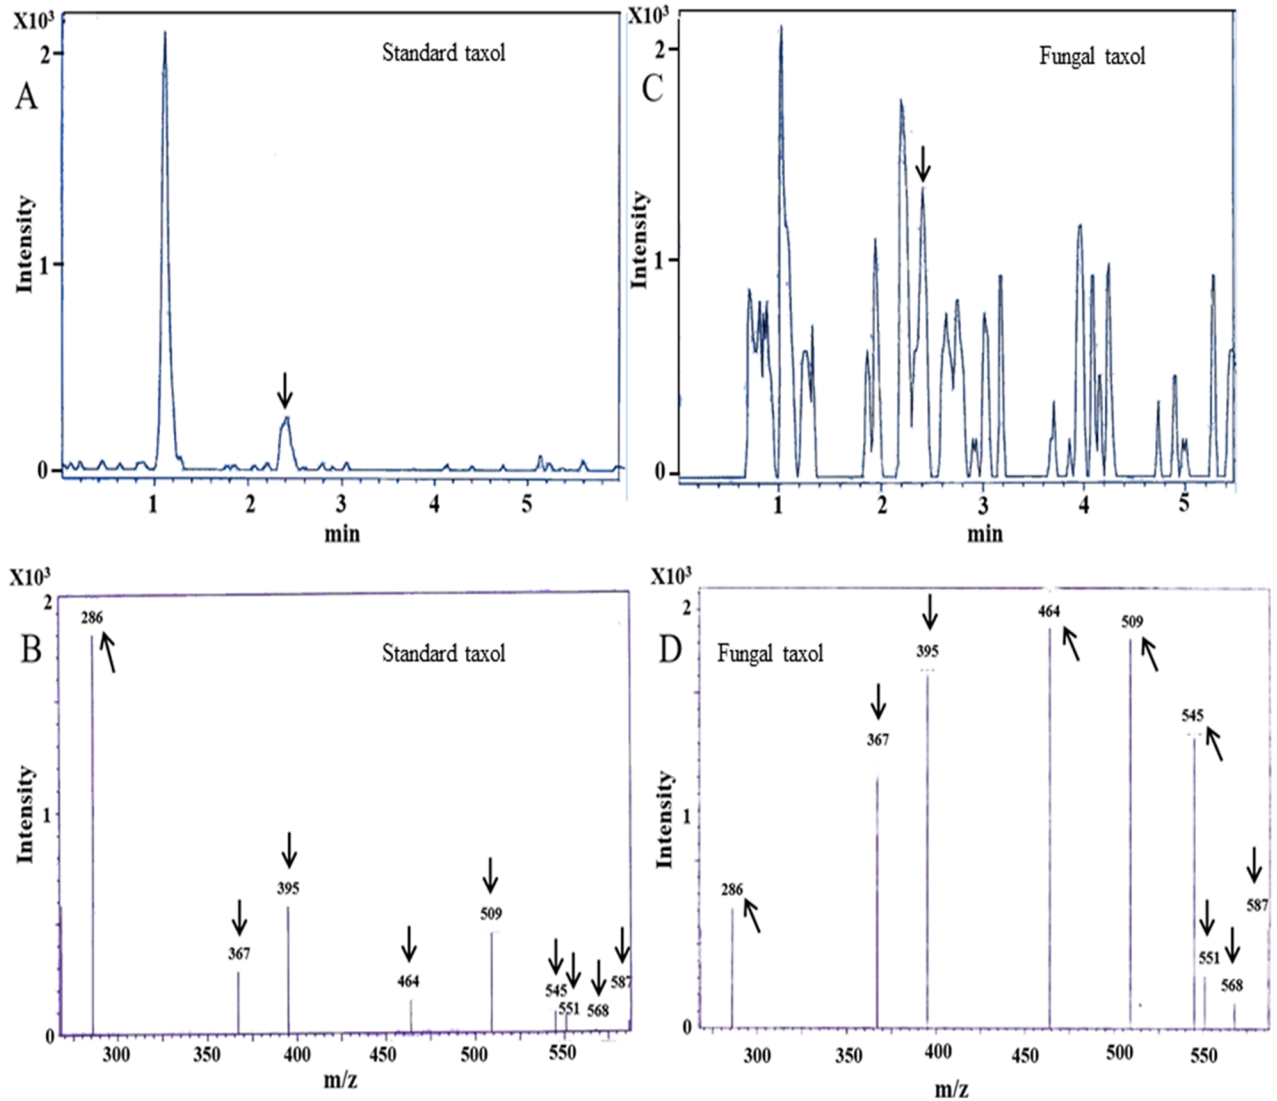 X10³
2
Standard taxol
A
Intensity
1
0
1 2 3 4 5
min
X10³
2
Fungal taxol
C
Intensity
1
0
1 2 3 4 5
min
X10³
2
286
B
Standard taxol
Intensity
1
395
509
367
464
545
587
551
568
0
300 350 400 450 500 550
m/z
X10³
2
464
509
395
D
Fungal taxol
545
367
Intensity
1
286
587
551
568
0
300 350 400 450 500 550
m/z